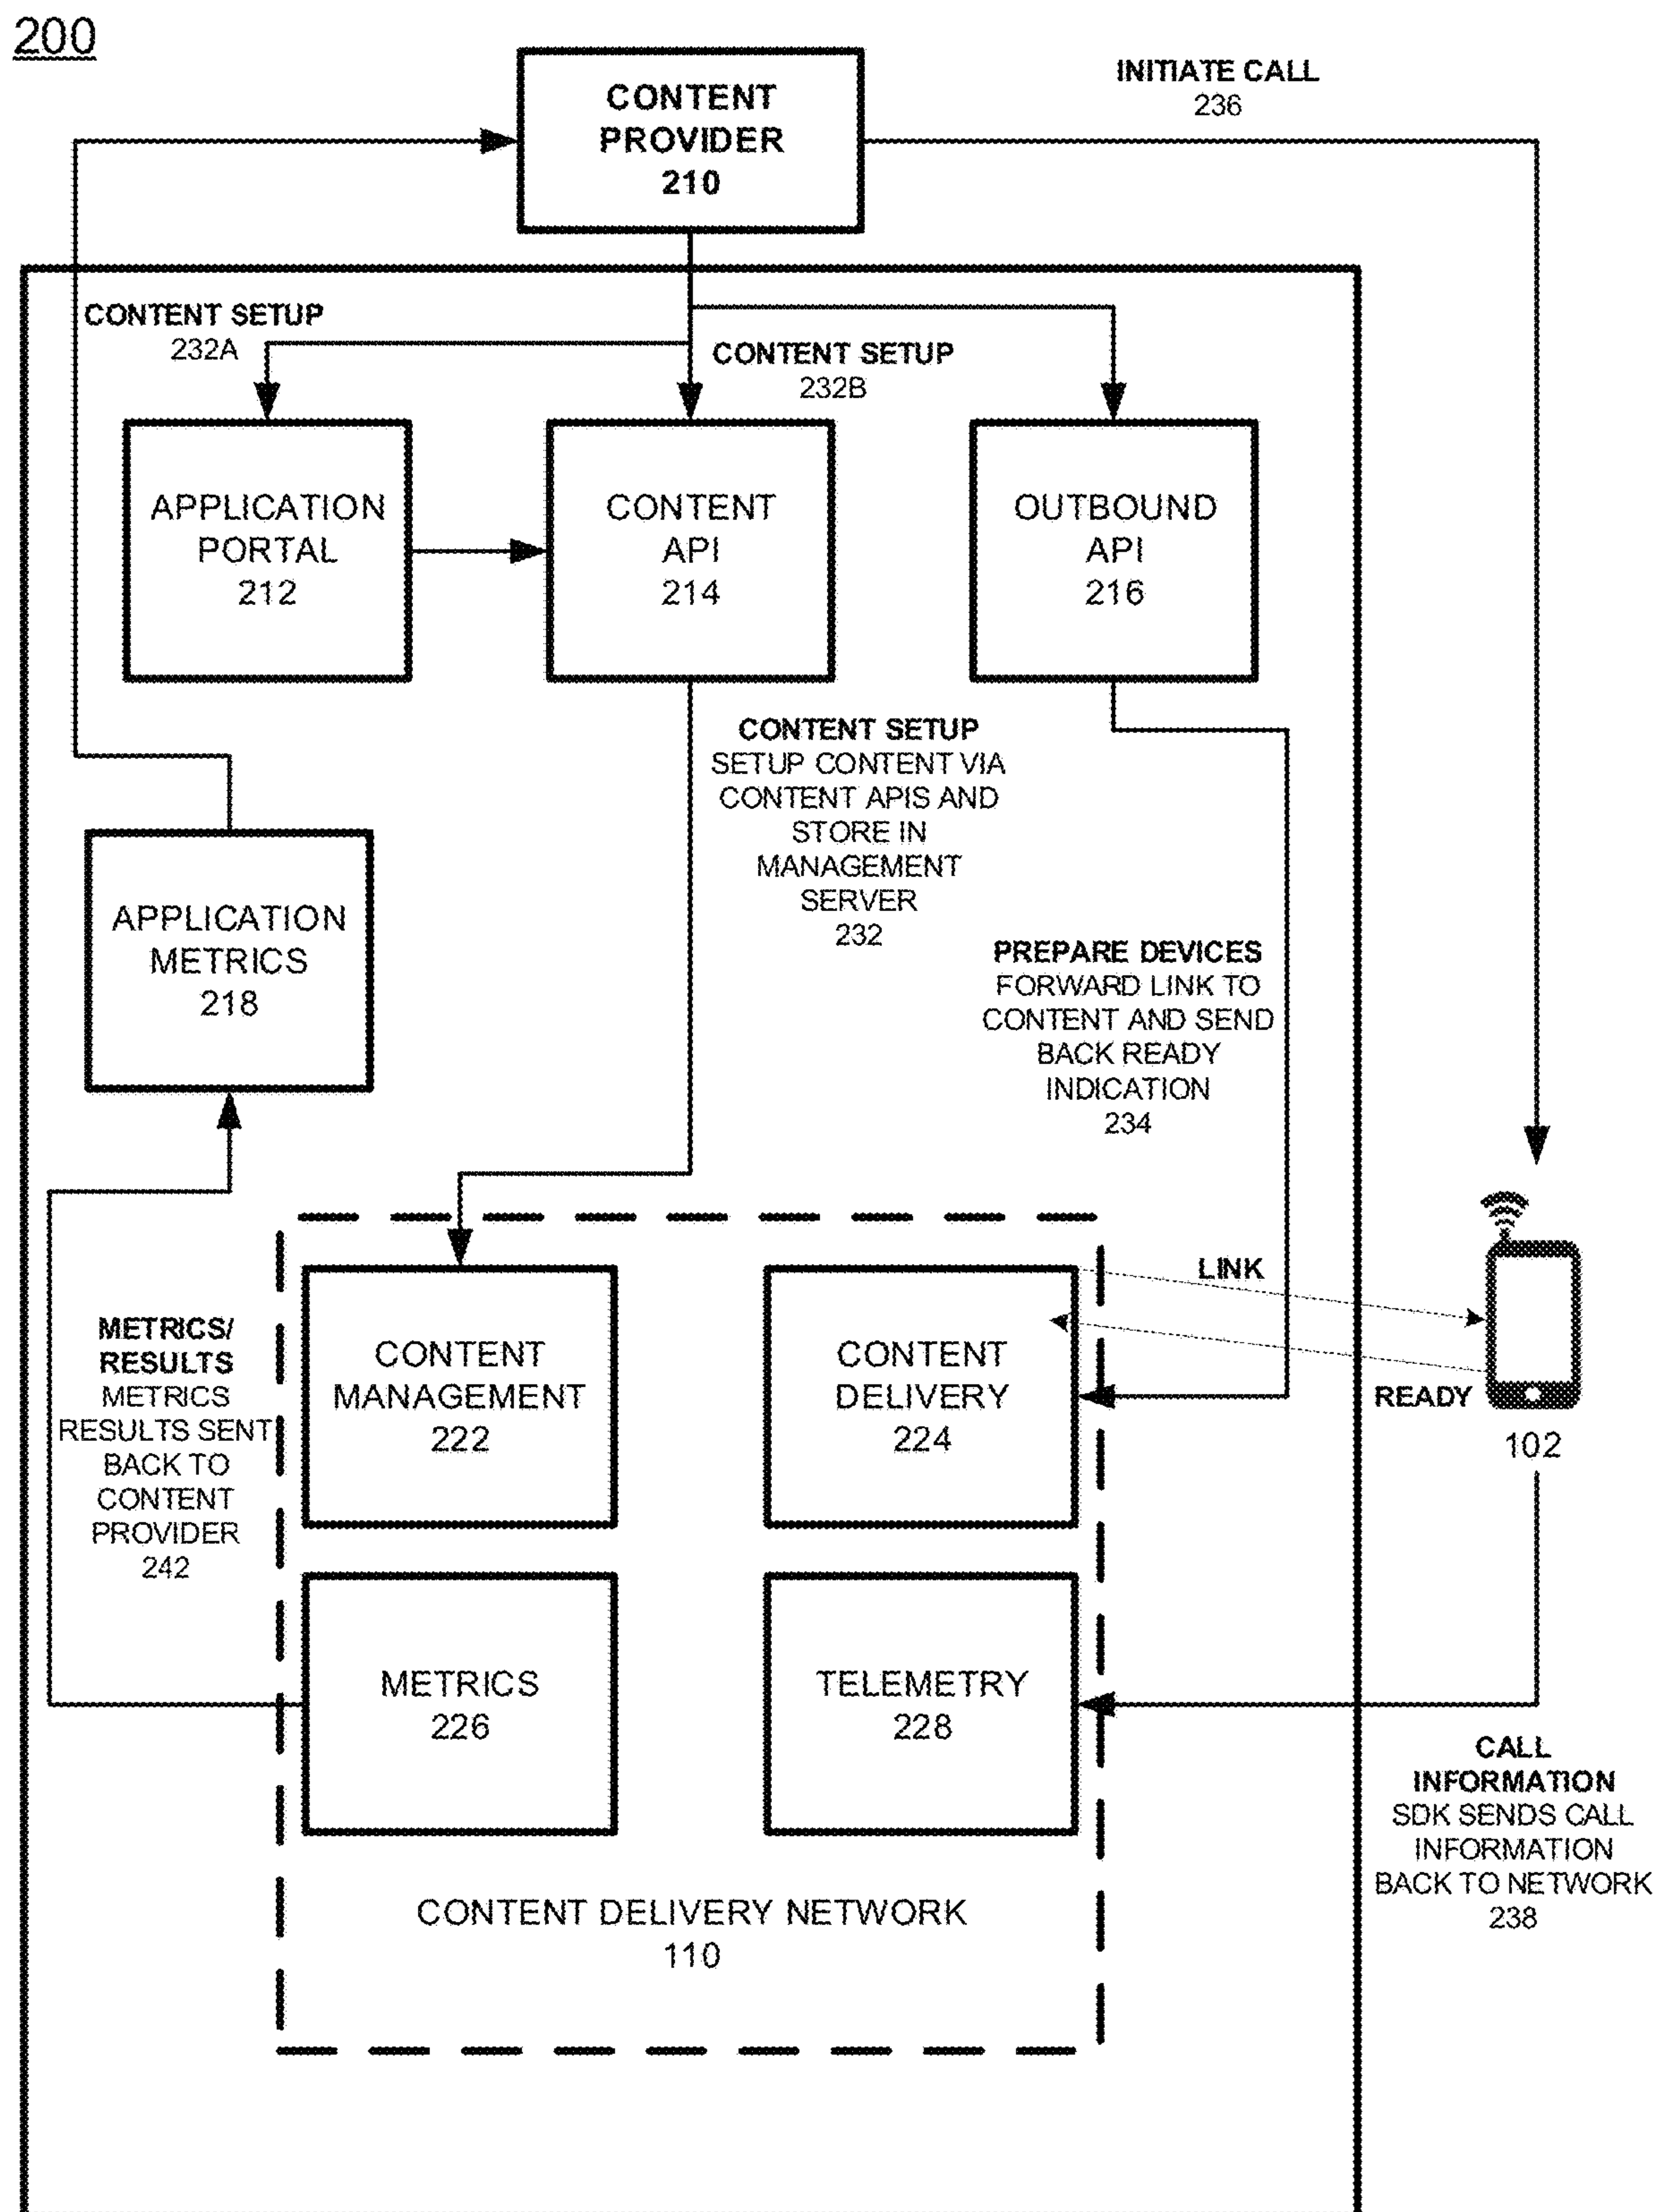 200
CONTENT
PROVIDER
210
INITIATE CALL
236
CONTENT SETUP
232A
CONTENT SETUP
232B
APPLICATION
PORTAL
212
CONTENT
API
214
OUTBOUND
API
216
CONTENT SETUP
SETUP CONTENT VIA
CONTENT APIS AND
STORE IN
MANAGEMENT
SERVER
232
APPLICATION
METRICS
218
PREPARE DEVICES
FORWARD LINK TO
CONTENT AND SEND
BACK READY
INDICATION
234
LINK
READY
102
METRICS/
RESULTS
METRICS
RESULTS SENT
BACK TO
CONTENT
PROVIDER
242
CONTENT
MANAGEMENT
222
CONTENT
DELIVERY
224
METRICS
226
TELEMETRY
228
CALL
INFORMATION
SDK SENDS CALL
INFORMATION
BACK TO NETWORK
238
CONTENT DELIVERY NETWORK
110